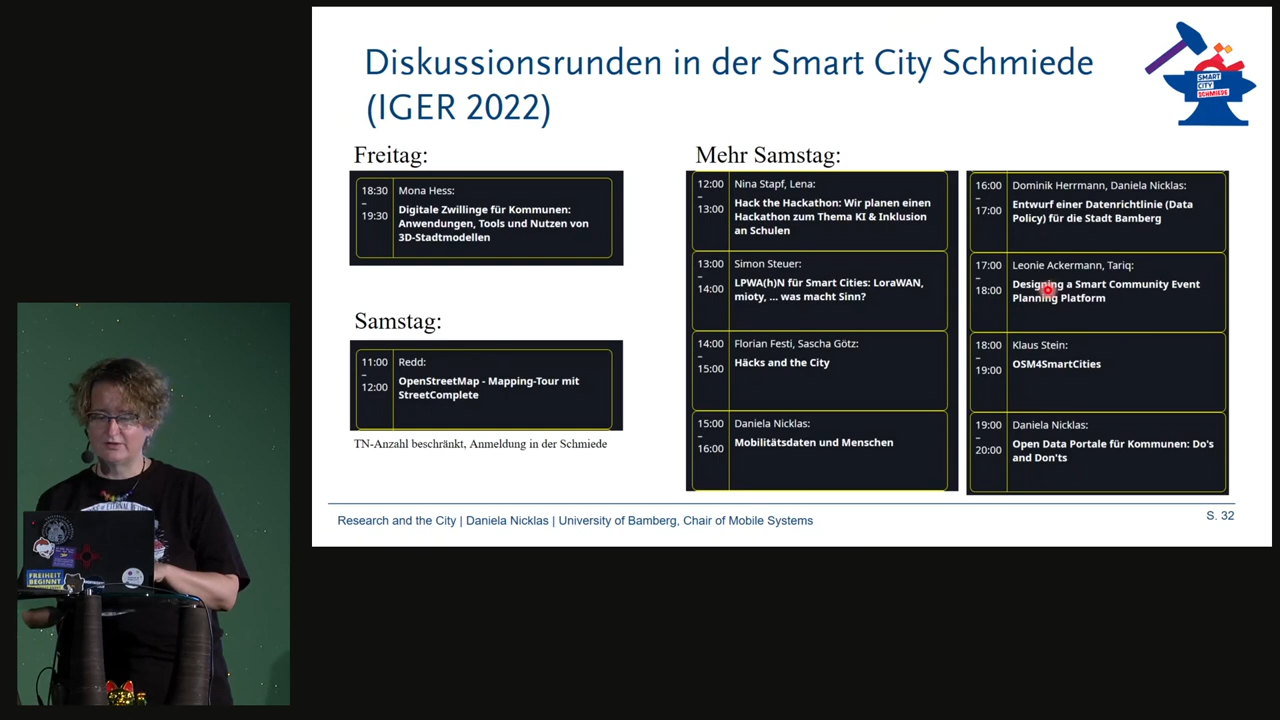 Diskussionsrunden in der Smart City Schmiede
(IGER 2022)
SMART
CITY
SCHMIEDE
Freitag:
18:30
–
19:30
Mona Hess:
Digitale Zwillinge für Kommunen:
Anwendungen, Tools und Nutzen von
3D-Stadtmodellen
Samstag:
11:00
–
12:00
Redd:
OpenStreetMap - Mapping-Tour mit
StreetComplete
TN-Anzahl beschränkt, Anmeldung in der Schmiede
Mehr Samstag:
12:00
–
13:00
Nina Stapf, Lena:
Hack the Hackathon: Wir planen einen
Hackathon zum Thema KI & Inklusion
an Schulen
13:00
–
14:00
Simon Steuer:
LPWA(h)N für Smart Cities: LoraWAN,
mioty, ... was macht Sinn?
14:00
–
15:00
Florian Festi, Sascha Götz:
Häcks and the City
15:00
–
16:00
Daniela Nicklas:
Mobilitätsdaten und Menschen
16:00
–
17:00
Dominik Herrmann, Daniela Nicklas:
Entwurf einer Datenrichtlinie (Data
Policy) für die Stadt Bamberg
17:00
–
18:00
Leonie Ackermann, Tariq:
Designing a Smart Community Event
Planning Platform
18:00
–
19:00
Klaus Stein:
OSM4SmartCities
19:00
–
20:00
Daniela Nicklas:
Open Data Portale für Kommunen: Do's
and Don'ts
Research and the City | Daniela Nicklas | University of Bamberg, Chair of Mobile Systems
S. 32
FREIHEIT
BEGINNT